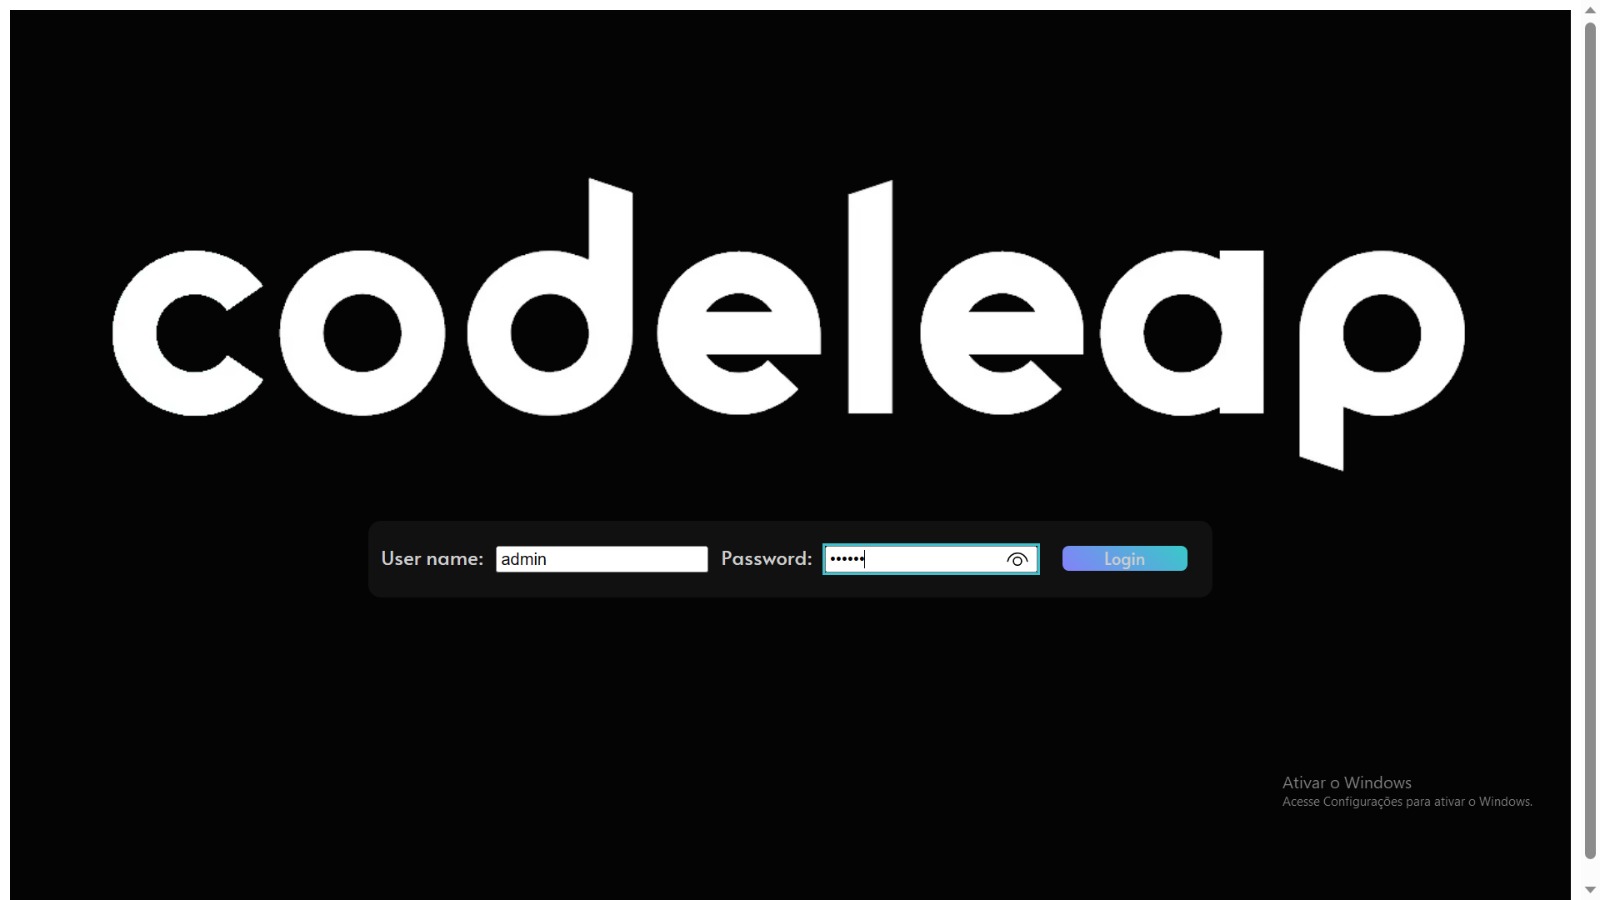 codeleap
User name: admin Password: •••••• Login
Ativar o Windows
Acesse Configurações para ativar o Windows.